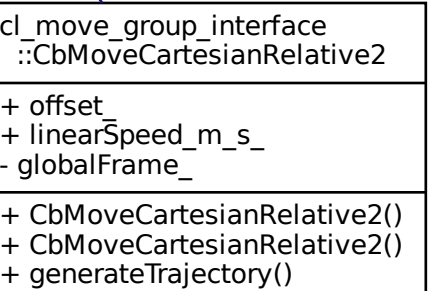 cl_move_group_interface
::CbMoveCartesianRelative2
+ offset_
+ linearSpeed_m_s_
- globalFrame_
+ CbMoveCartesianRelative2()
+ CbMoveCartesianRelative2()
+ generateTrajectory()